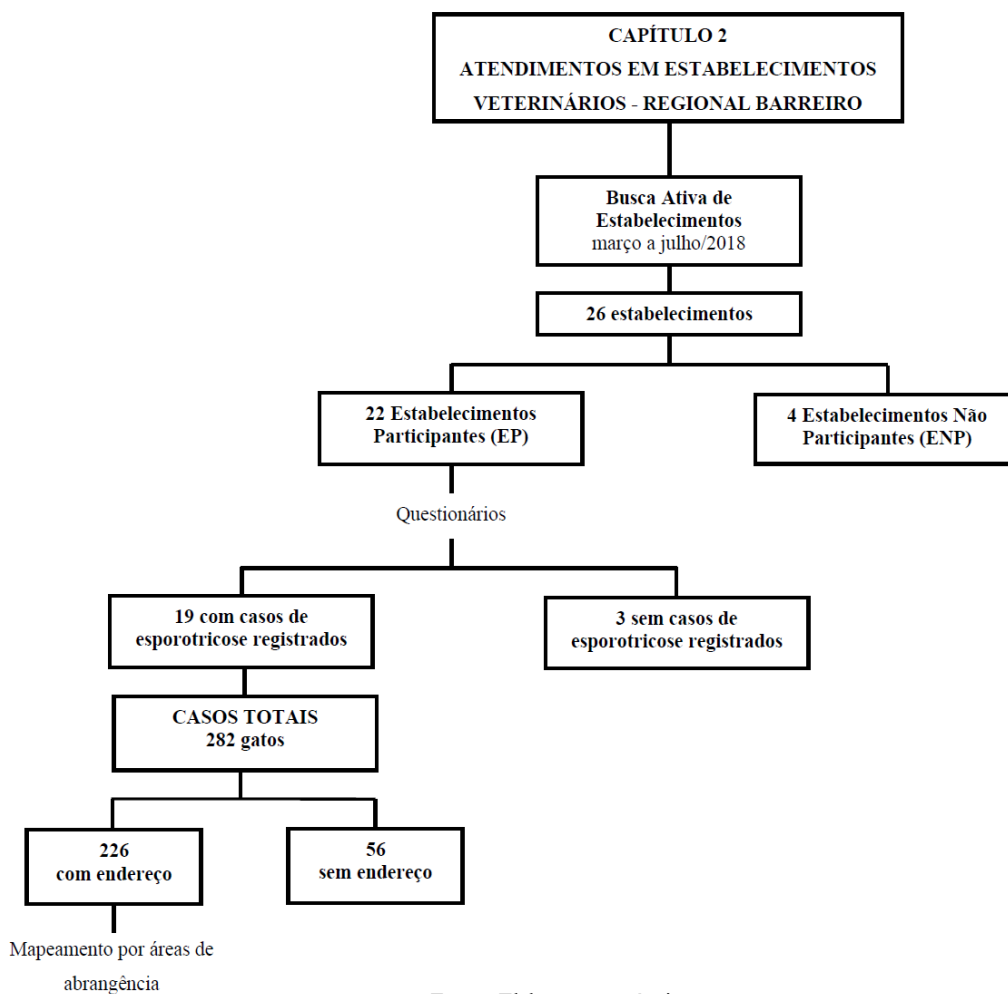 CAPÍTULO 2
ATENDIMENTOS EM ESTABELECIMENTOS
VETERINÁRIOS - REGIONAL BARREIRO
Busca Ativa de
Estabelecimentos
março a julho/2018
26 estabelecimentos
22 Estabelecimentos
Participantes (EP)
4 Estabelecimentos Não
Participantes (ENP)
Questionários
19 com casos de
esporotricose registrados
3 sem casos de
esporotricose registrados
CASOS TOTAIS
282 gatos
226
com endereço
56
sem endereço
Mapeamento por áreas de
abrangência